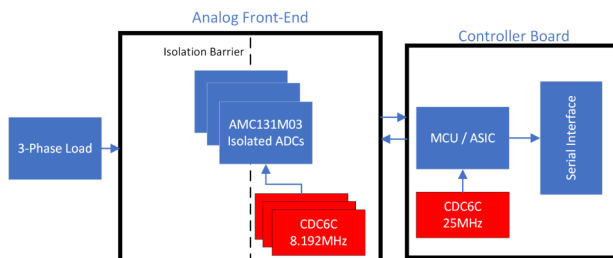 Analog Front-End
Controller Board
Isolation Barrier
3-Phase Load
AMC131M03
Isolated ADCs
CDC6C
8.192MHz
MCU / ASIC
CDC6C
25MHz
Serial Interface